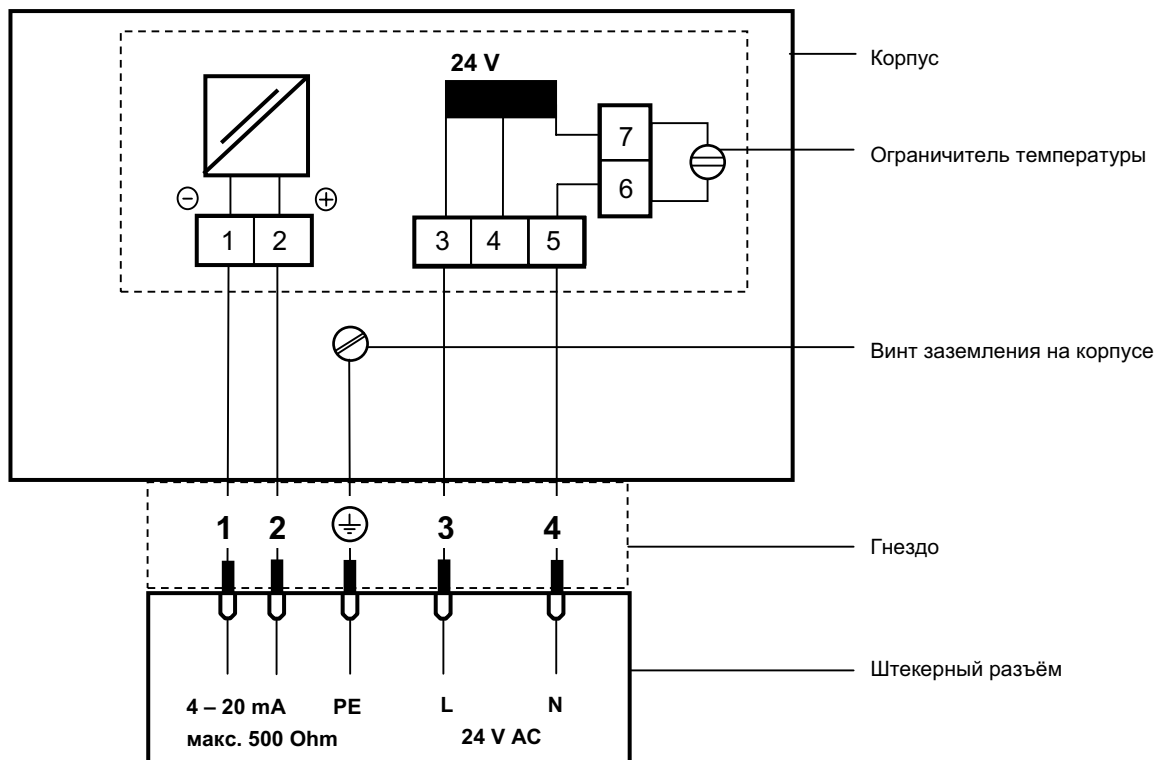 24 V
Корпус
7
Ограничитель температуры
6
1 2
3 4 5
Винт заземления на корпусе
1 2 3 4
Гнездо
Штекерный разъём
4 – 20 mA PE L N
макс. 500 Ohm 24 V AC